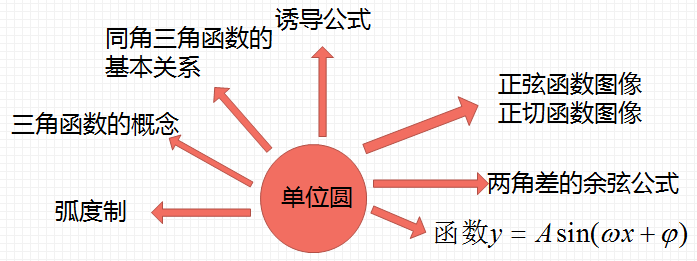 诱导公式
同角三角函数的
基本关系
正弦函数图像
正切函数图像
三角函数的概念
两角差的余弦公式
单位圆
弧度制
函数y = A sin(ωx + φ)